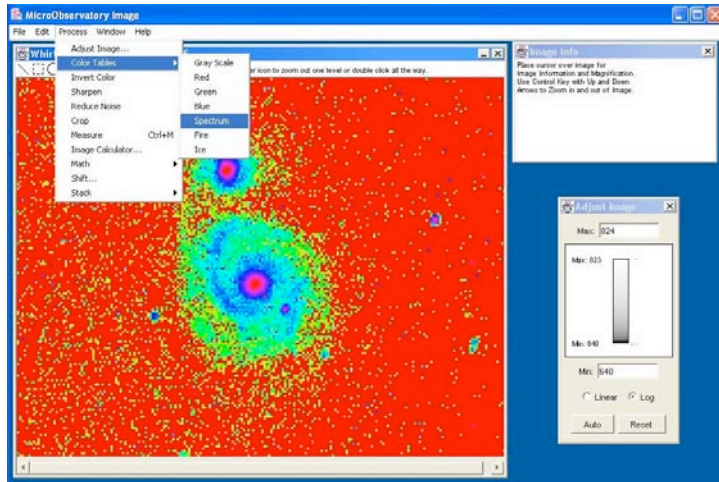 MicroObservatory Image
File Edit Process Window Help
Adjust Image...
Color Tables
Invert Color
Sharpen
Reduce Noise
Crop
Measure Ctrl+M
Image Calculator...
Math
Shift...
Stack
Gray Scale
Red
Green
Blue
Spectrum
Fire
Ice
Whirl
icon to zoom out one level or double click all the way.
Image Info
Place cursor over image for
Image Information and Magnification.
Use Control Key with Up and Down
Arrows to Zoom in and out of Image.
Adjust Image
Max: 824
Max: 823
Min: 640
Min: 640
Linear Log
Auto Reset